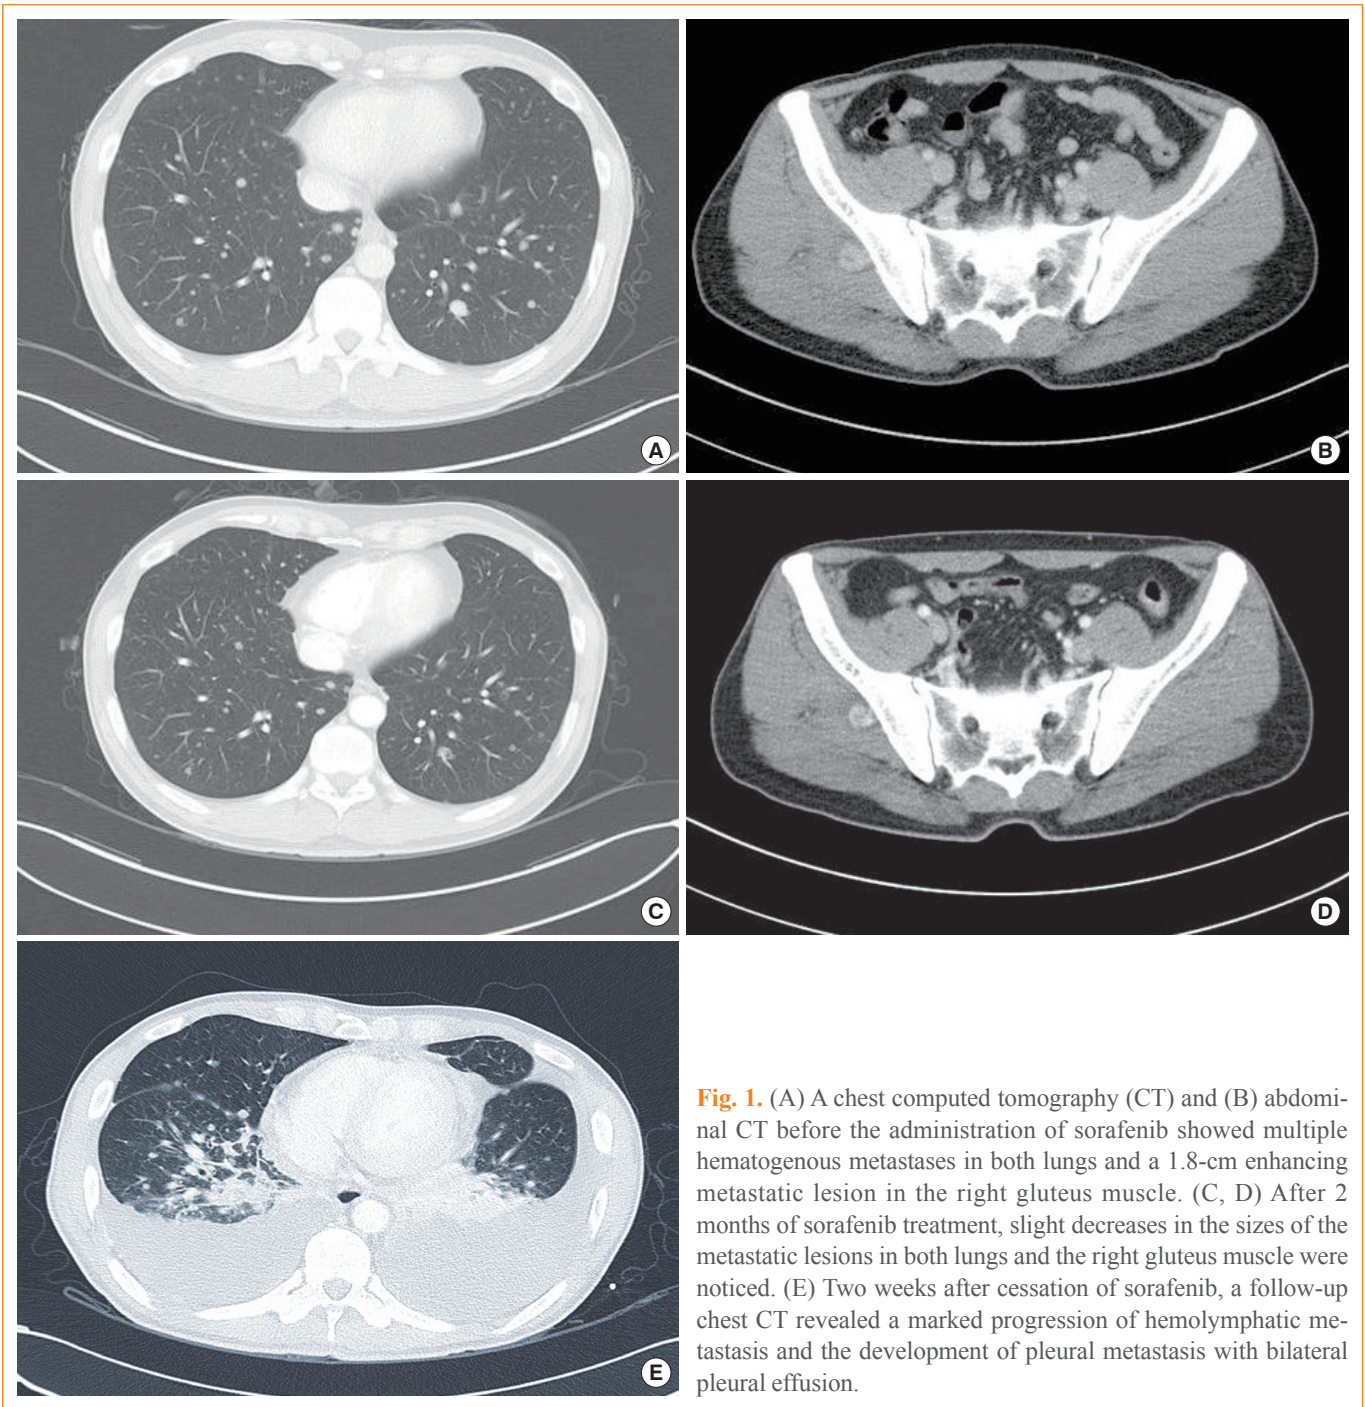 A
B
C
D
E
Fig. 1. (A) A chest computed tomography (CT) and (B) abdomi-
nal CT before the administration of sorafenib showed multiple
hematogenous metastases in both lungs and a 1.8-cm enhancing
metastatic lesion in the right gluteus muscle. (C, D) After 2
months of sorafenib treatment, slight decreases in the sizes of the
metastatic lesions in both lungs and the right gluteus muscle were
noticed. (E) Two weeks after cessation of sorafenib, a follow-up
chest CT revealed a marked progression of hemolymphatic me-
tastasis and the development of pleural metastasis with bilateral
pleural effusion.